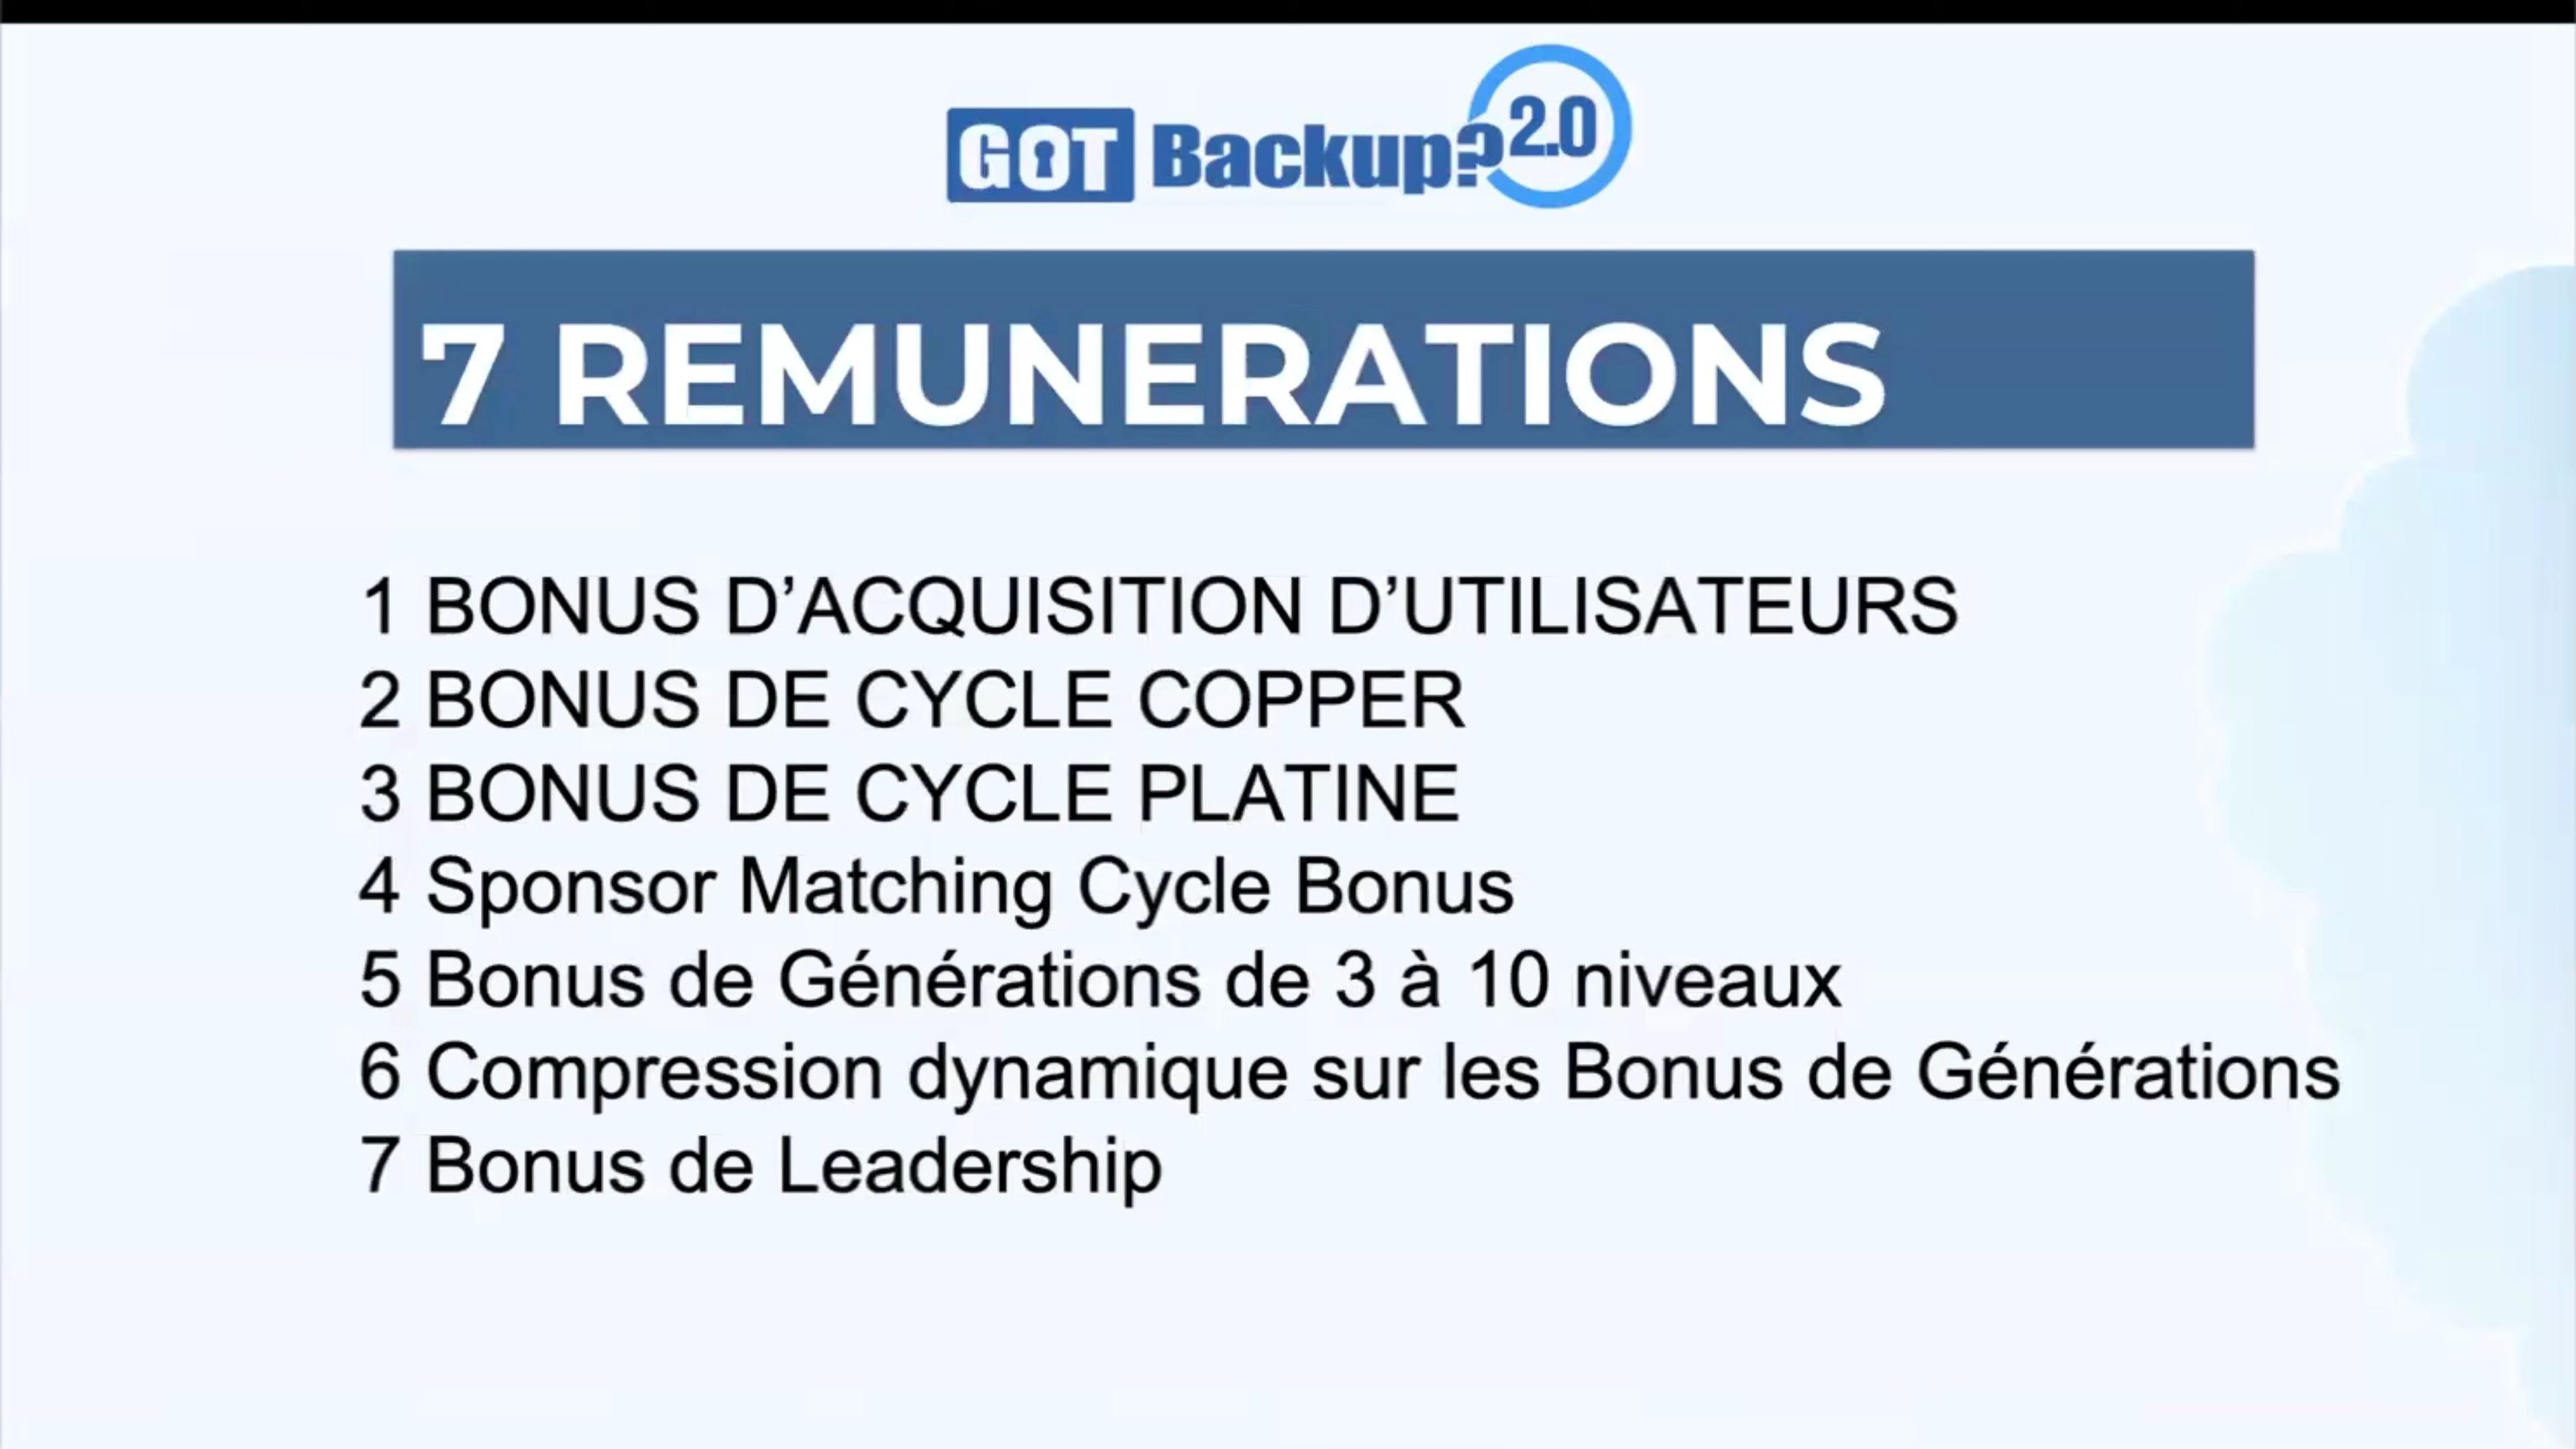 GOT Backup? 2.0
7 REMUNERATIONS
1 BONUS D’ACQUISITION D’UTILISATEURS
2 BONUS DE CYCLE COPPER
3 BONUS DE CYCLE PLATINE
4 Sponsor Matching Cycle Bonus
5 Bonus de Générations de 3 à 10 niveaux
6 Compression dynamique sur les Bonus de Générations
7 Bonus de Leadership